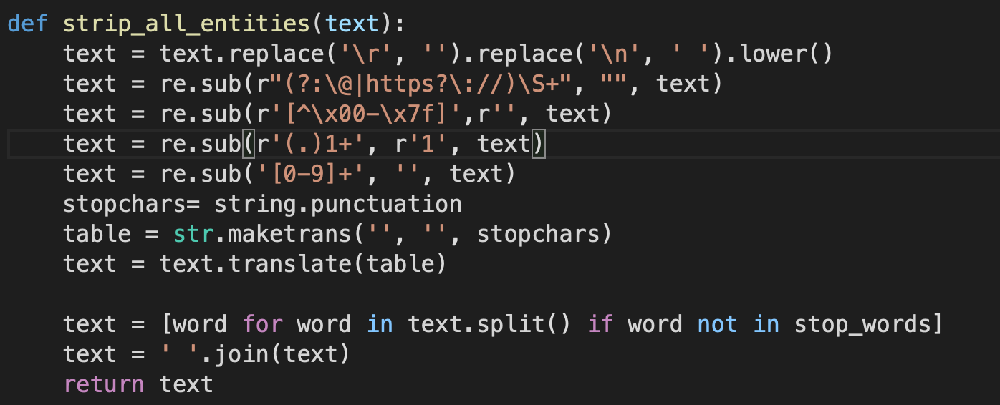 def strip_all_entities(text):
    text = text.replace('\r', '').replace('\n', ' ').lower()
    text = re.sub(r"(?:\@|https?\://)\S+", "", text)
    text = re.sub(r'[^\x00-\x7f]',r'', text)
    text = re.sub(r'(.)1+', r'1', text)
    text = re.sub('[0-9]+', '', text)
    stopchars= string.punctuation
    table = str.maketrans('', '', stopchars)
    text = text.translate(table)

    text = [word for word in text.split() if word not in stop_words]
    text = ' '.join(text)
    return text